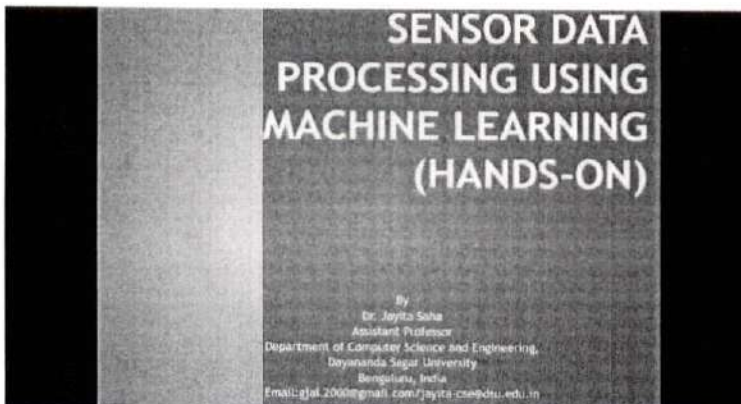 SENSOR DATA
PROCESSING USING
MACHINE LEARNING
(HANDS-ON)
By
Dr. Jayita Saha
Assistant Professor
Department of Computer Science and Engineering,
Dayananda Sagar University
Bengaluru, India